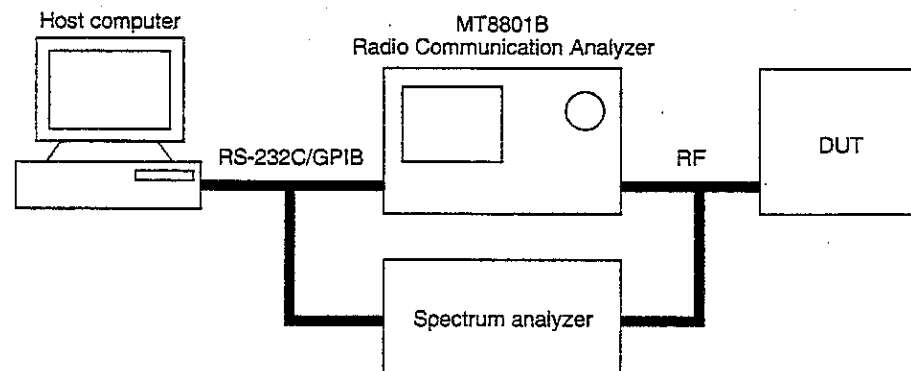 Host computer
MT8801B
Radio Communication Analyzer
RS-232C/GPIB
RF
DUT
Spectrum analyzer